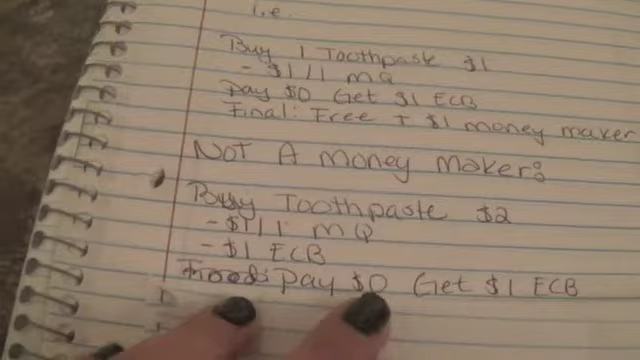 i.e.
Buy 1 Toothpaste $1
- $1/1 MQ
Pay $0 Get $1 ECB
Final: Free + $1 money maker
NOT A money maker:
Buy Toothpaste $2
- $1/1 MQ
- $1 ECB
Pay $0 Get $1 ECB